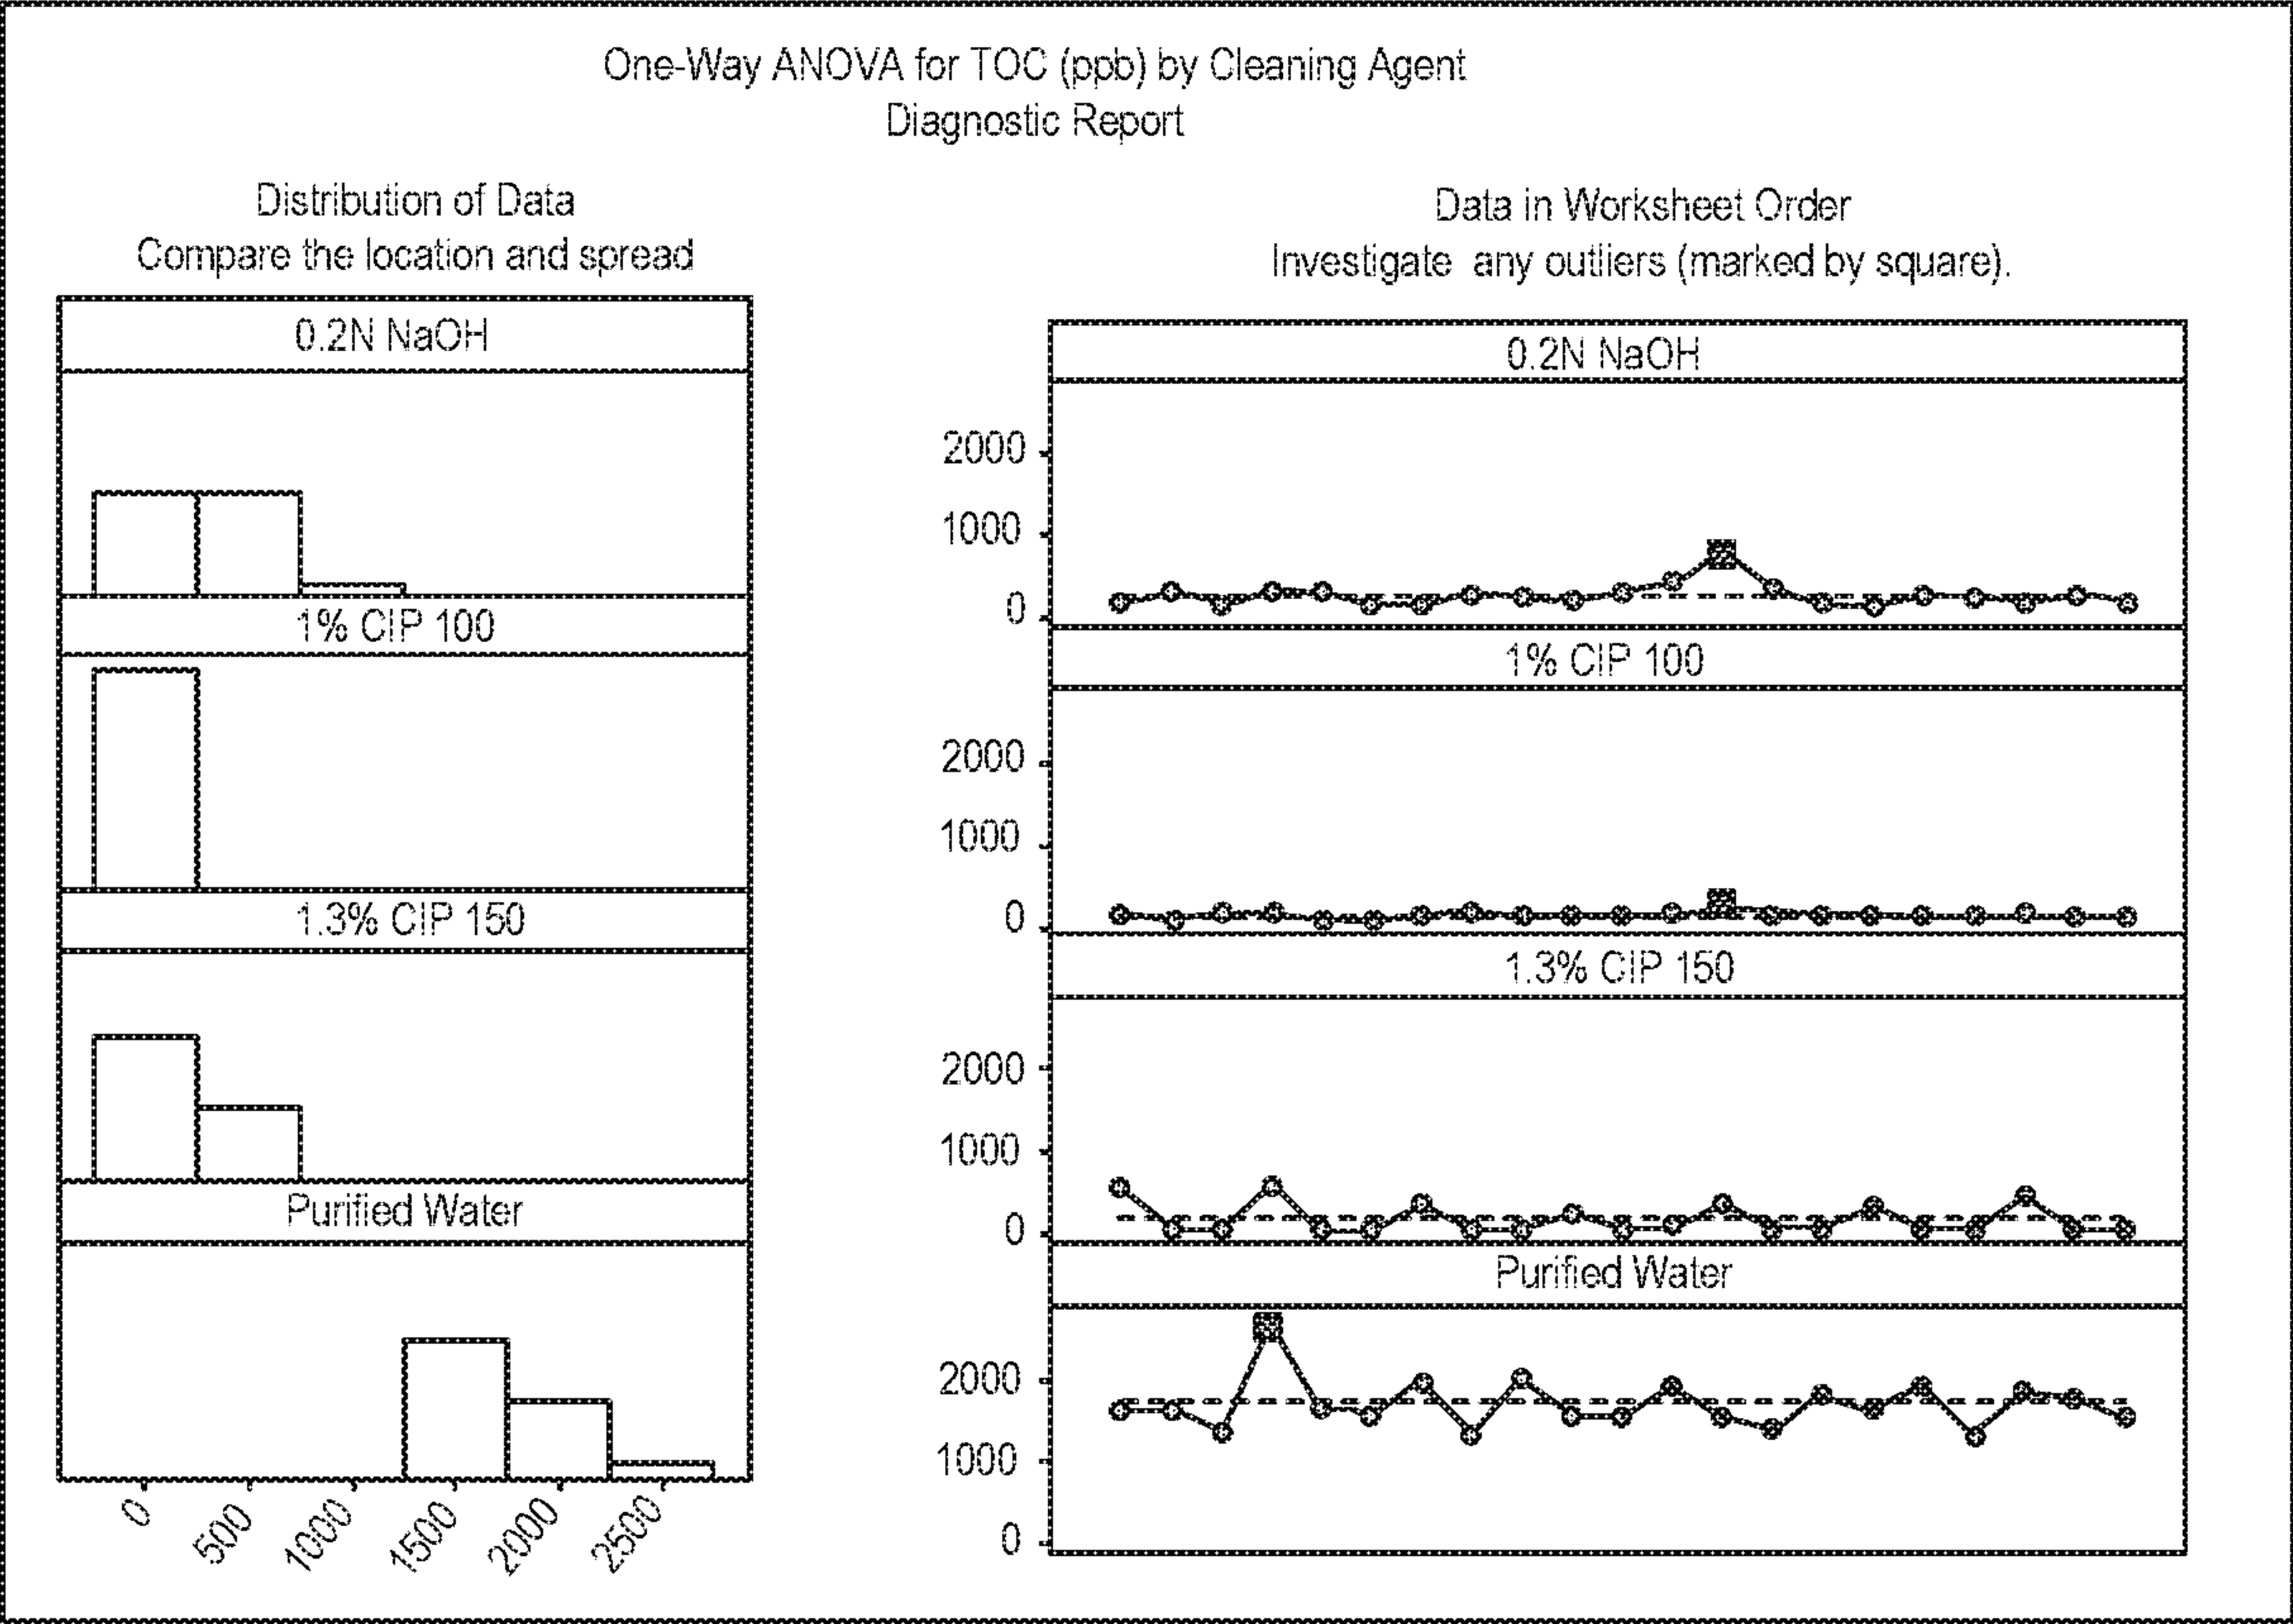 One-Way ANOVA for TOC (ppb) by Cleaning Agent
Diagnostic Report
Distribution of Data
Compare the location and spread
0.2N NaOH
1% CIP 100
1.3% CIP 150
Purified Water
0
500
1000
1500
2000
2500
Data in Worksheet Order
Investigate any outliers (marked by square).
0.2N NaOH
2000
1000
0
1% CIP 100
2000
1000
0
1.3% CIP 150
2000
1000
0
Purified Water
2000
1000
0